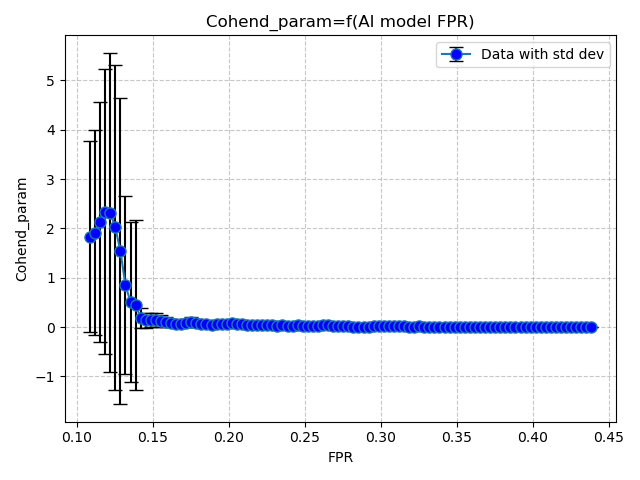 Cohend_param=f(AI model FPR)
Data with std dev
Cohend_param
5
4
3
2
1
0
−1
0.10 0.15 0.20 0.25 0.30 0.35 0.40 0.45
FPR